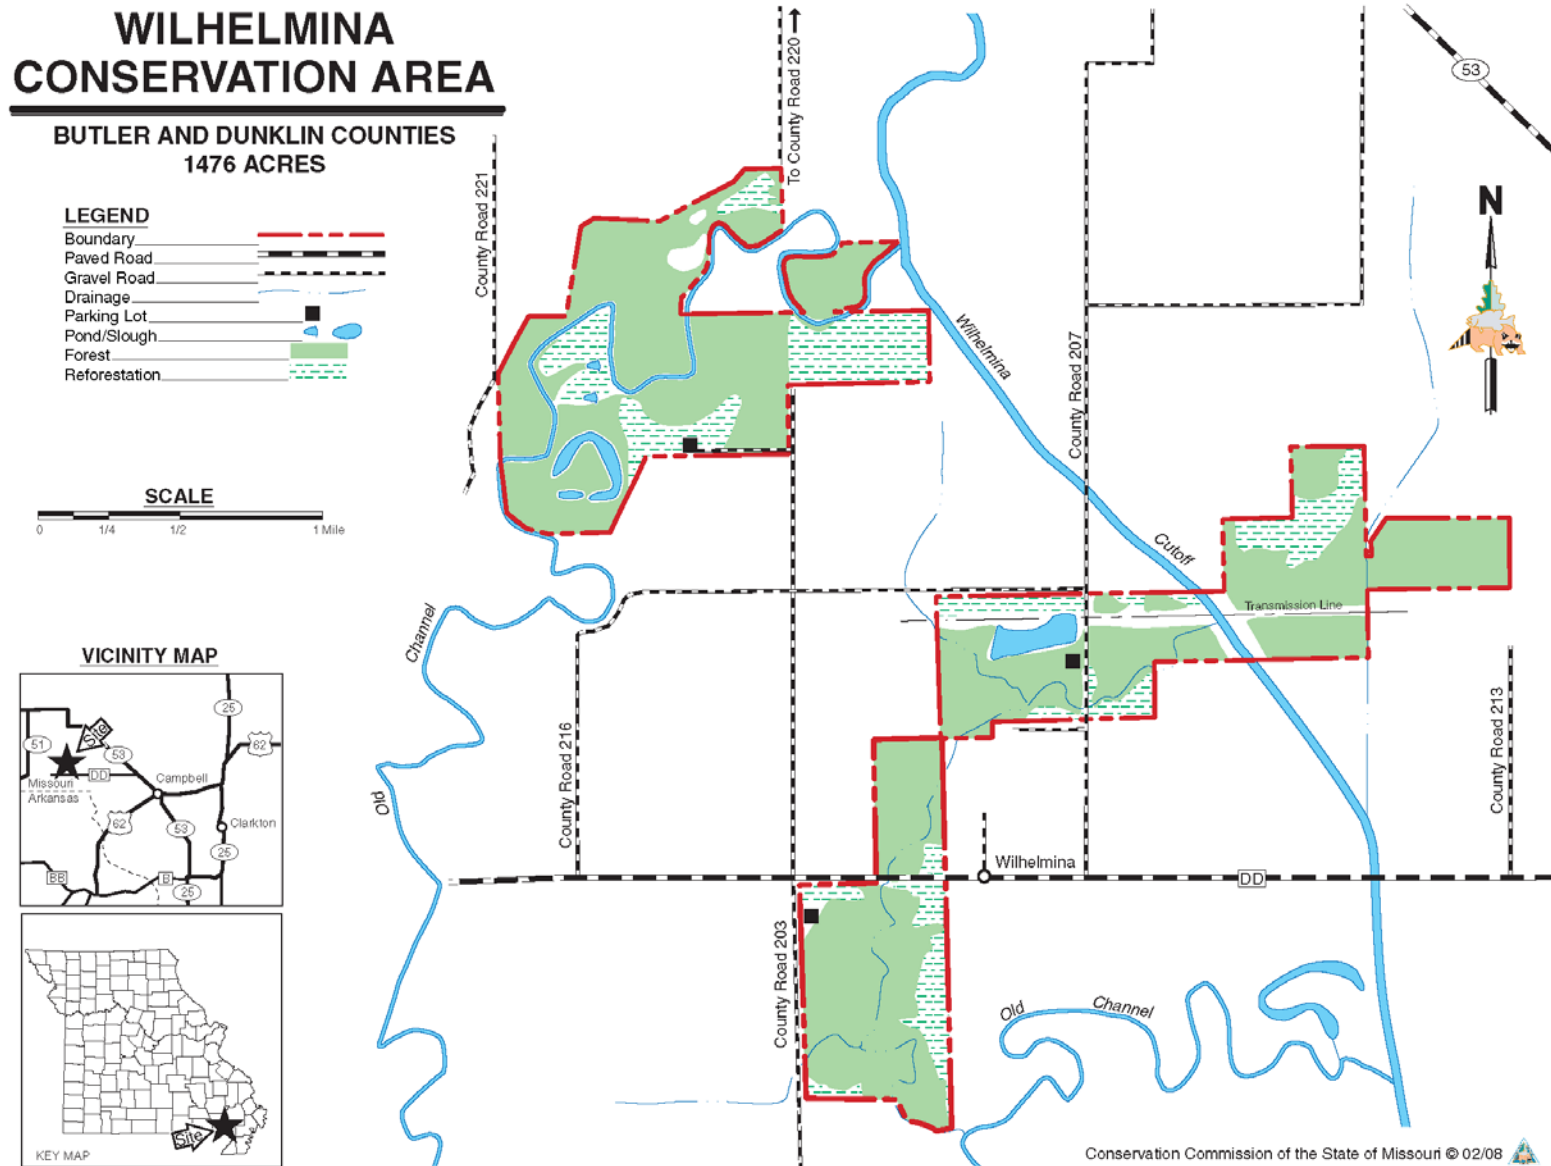 WILHELMINA
CONSERVATION AREA
BUTLER AND DUNKLIN COUNTIES
1476 ACRES
LEGEND
Boundary
Paved Road
Gravel Road
Drainage
Parking Lot
Pond/Slough
Forest
Reforestation
SCALE
0 1/4 1/2 1 Mile
VICINITY MAP
25
62
51
Site
53
DD
Missouri
Arkansas
Campbell
62
53
Clarkton
25
BB
B
25
Site
KEY MAP
County Road 221
To County Road 220
53
N
Wilhelmina
County Road 207
Cutoff
Transmission Line
Channel
Old
County Road 216
County Road 213
Wilhelmina
DD
County Road 203
Old
Channel
Conservation Commission of the State of Missouri © 02/08